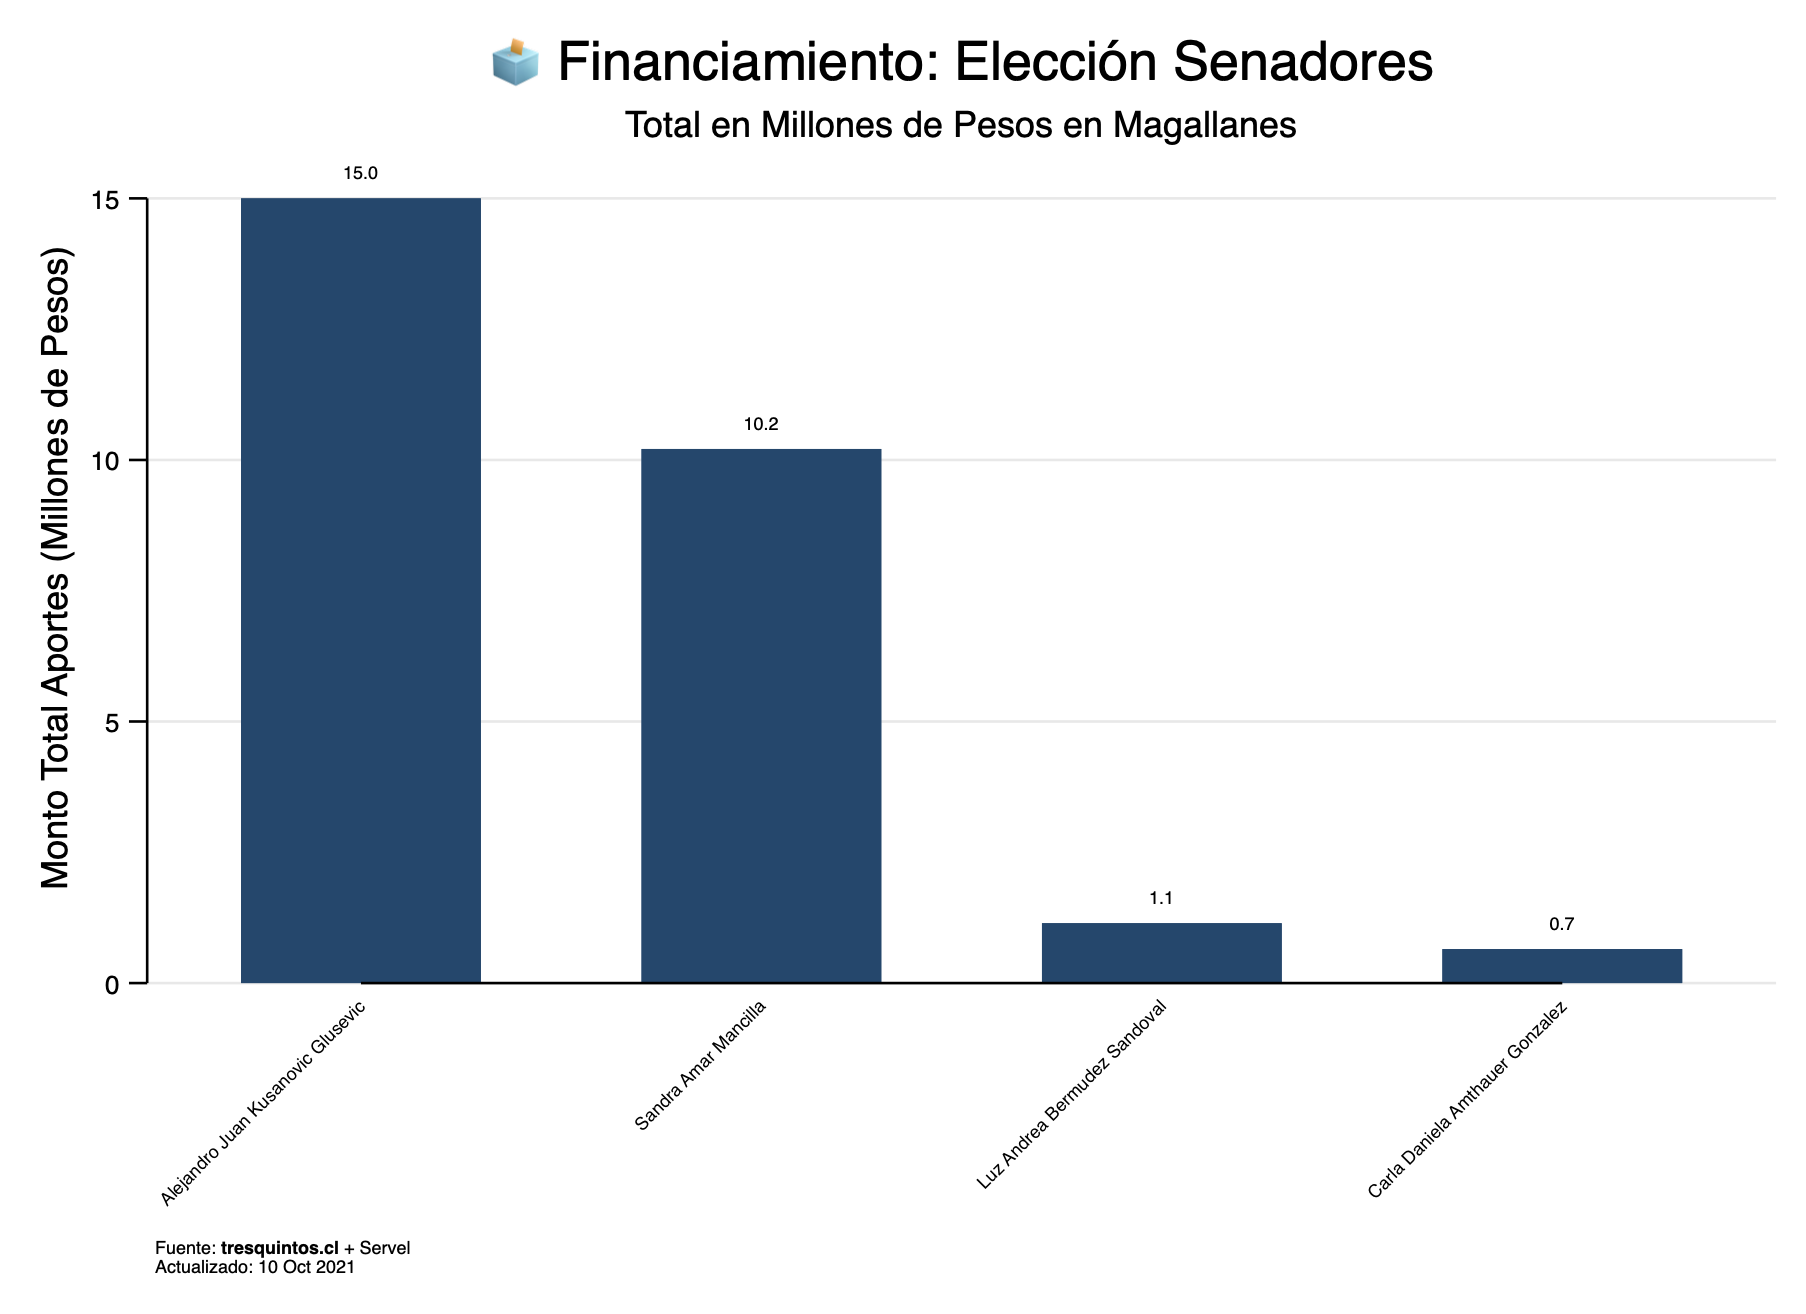 Financiamiento: Elección Senadores
Total en Millones de Pesos en Magallanes
Monto Total Aportes (Millones de Pesos)
15
10
5
0
15.0
10.2
1.1
0.7
Alejandro Juan Kusanovic Glusevic
Sandra Amar Mancilla
Luz Andrea Bermudez Sandoval
Carla Daniela Amthauer Gonzalez
Fuente: tresquintos.cl + Servel
Actualizado: 10 Oct 2021